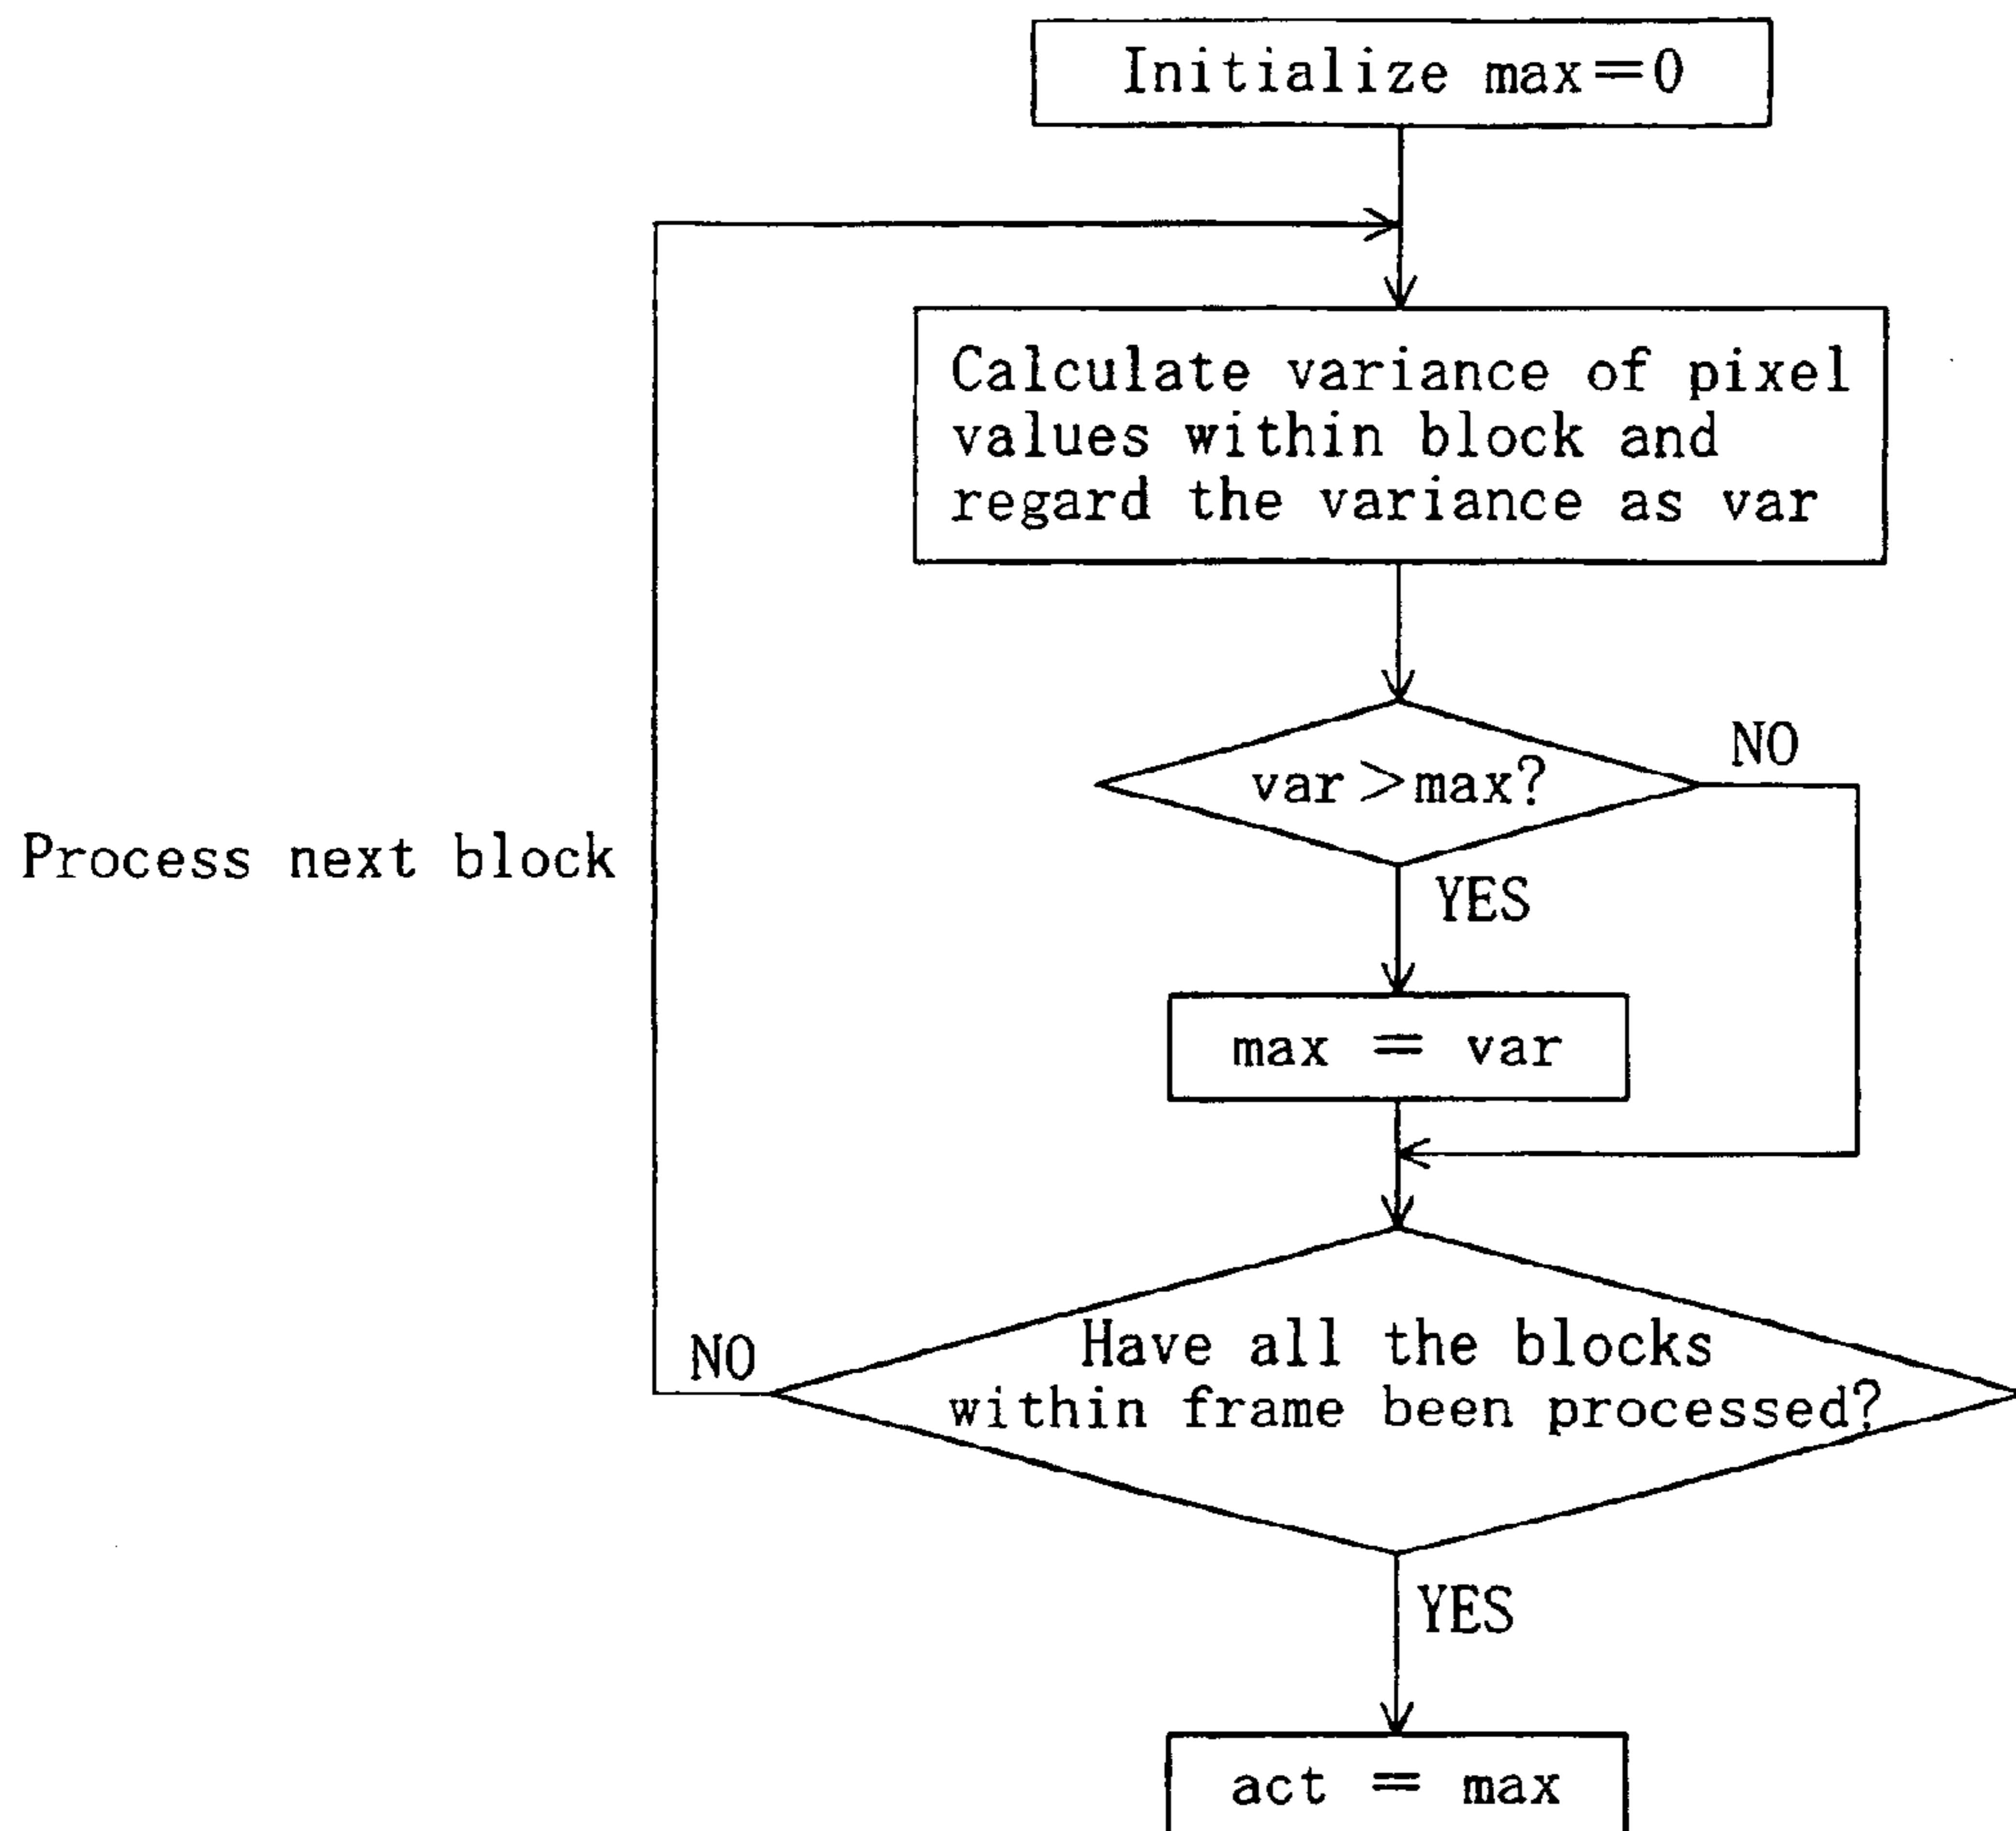 Initialize max=0
Calculate variance of pixel
values within block and
regard the variance as var
var>max?
NO
YES
Process next block
max = var
Have all the blocks
within frame been processed?
NO
YES
act = max